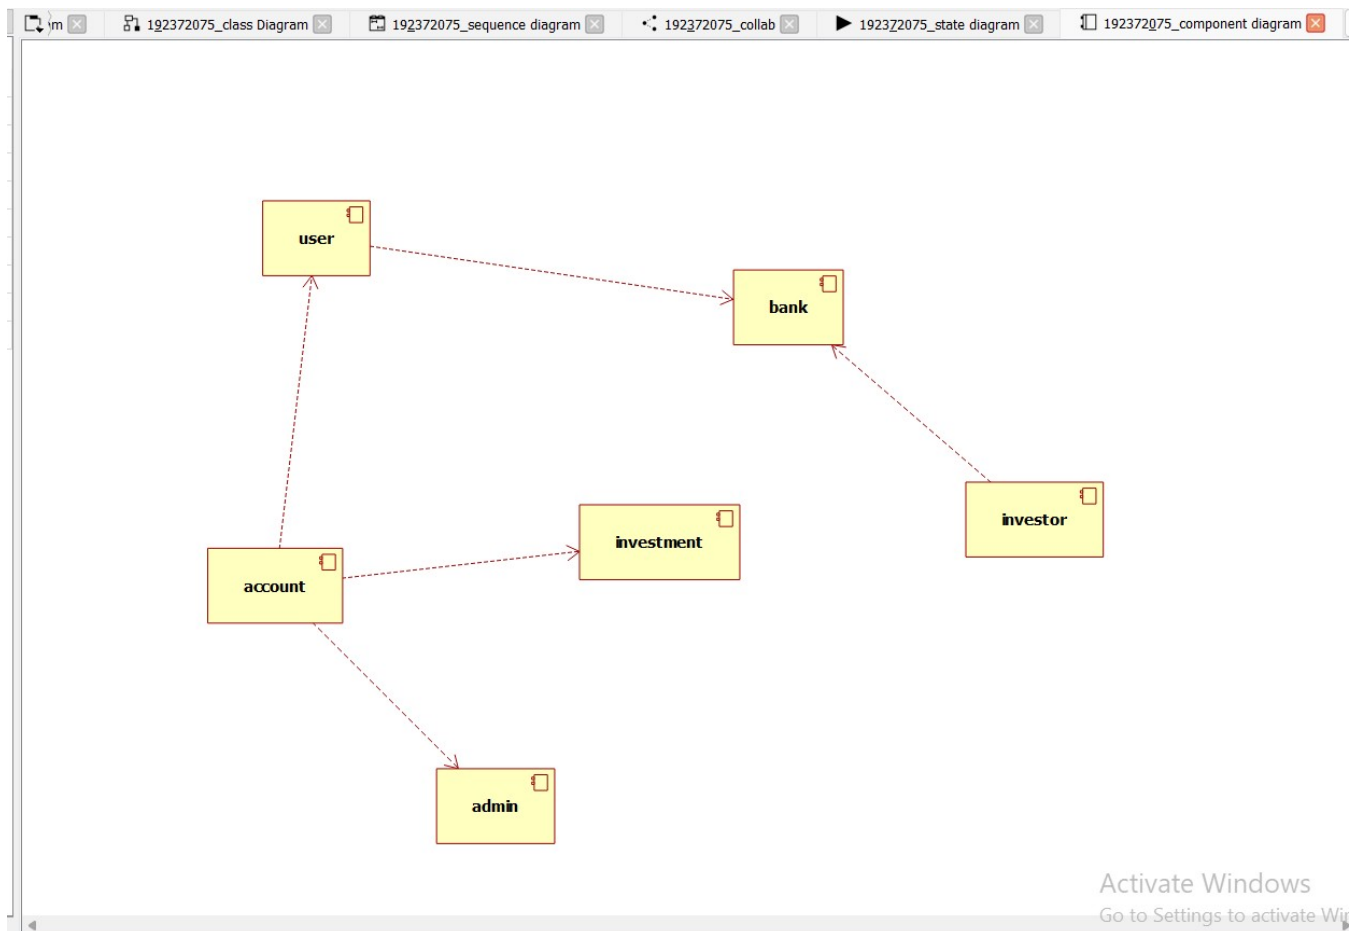 m
192372075_class Diagram
192372075_sequence diagram
192372075_collab
192372075_state diagram
192372075_component diagram
user
bank
investment
investor
account
admin
Activate Windows
Go to Settings to activate